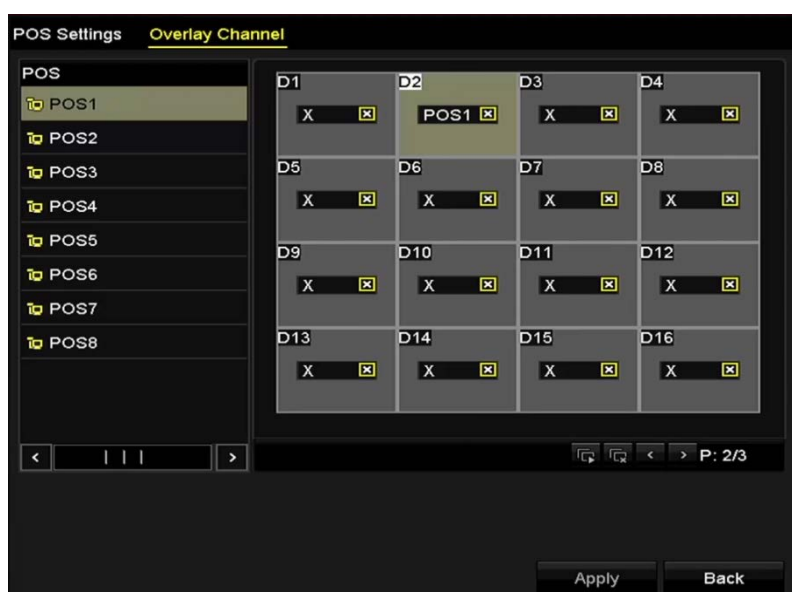 POS Settings Overlay Channel
POS
POS1
POS2
POS3
POS4
POS5
POS6
POS7
POS8
D1 D2 D3 D4
X POS1 X X
D5 D6 D7 D8
X X X X
D9 D10 D11 D12
X X X X
D13 D14 D15 D16
X X X X
P: 2/3
Apply Back